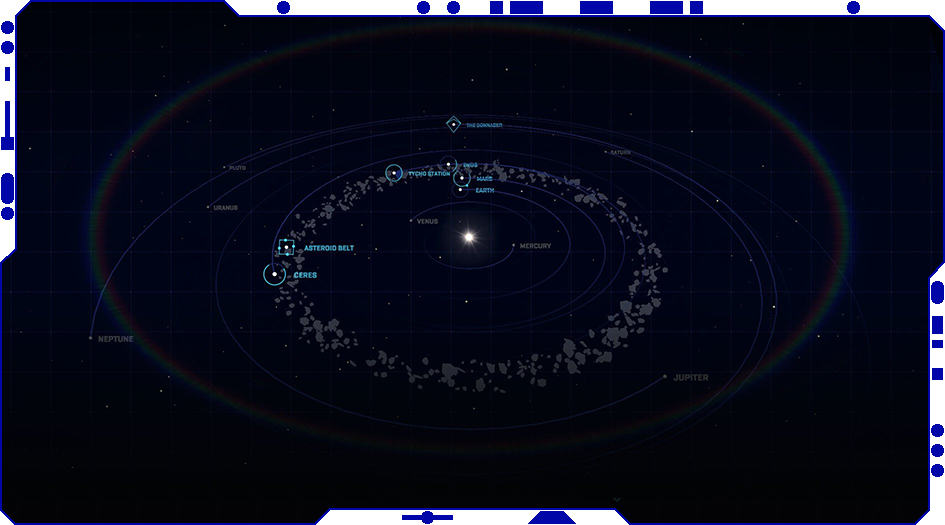 THE DONNAGER
SATURN
PLUTO
EROS
TYCHO STATION
MARS
EARTH
URANUS
VENUS
MERCURY
ASTEROID BELT
CERES
NEPTUNE
JUPITER